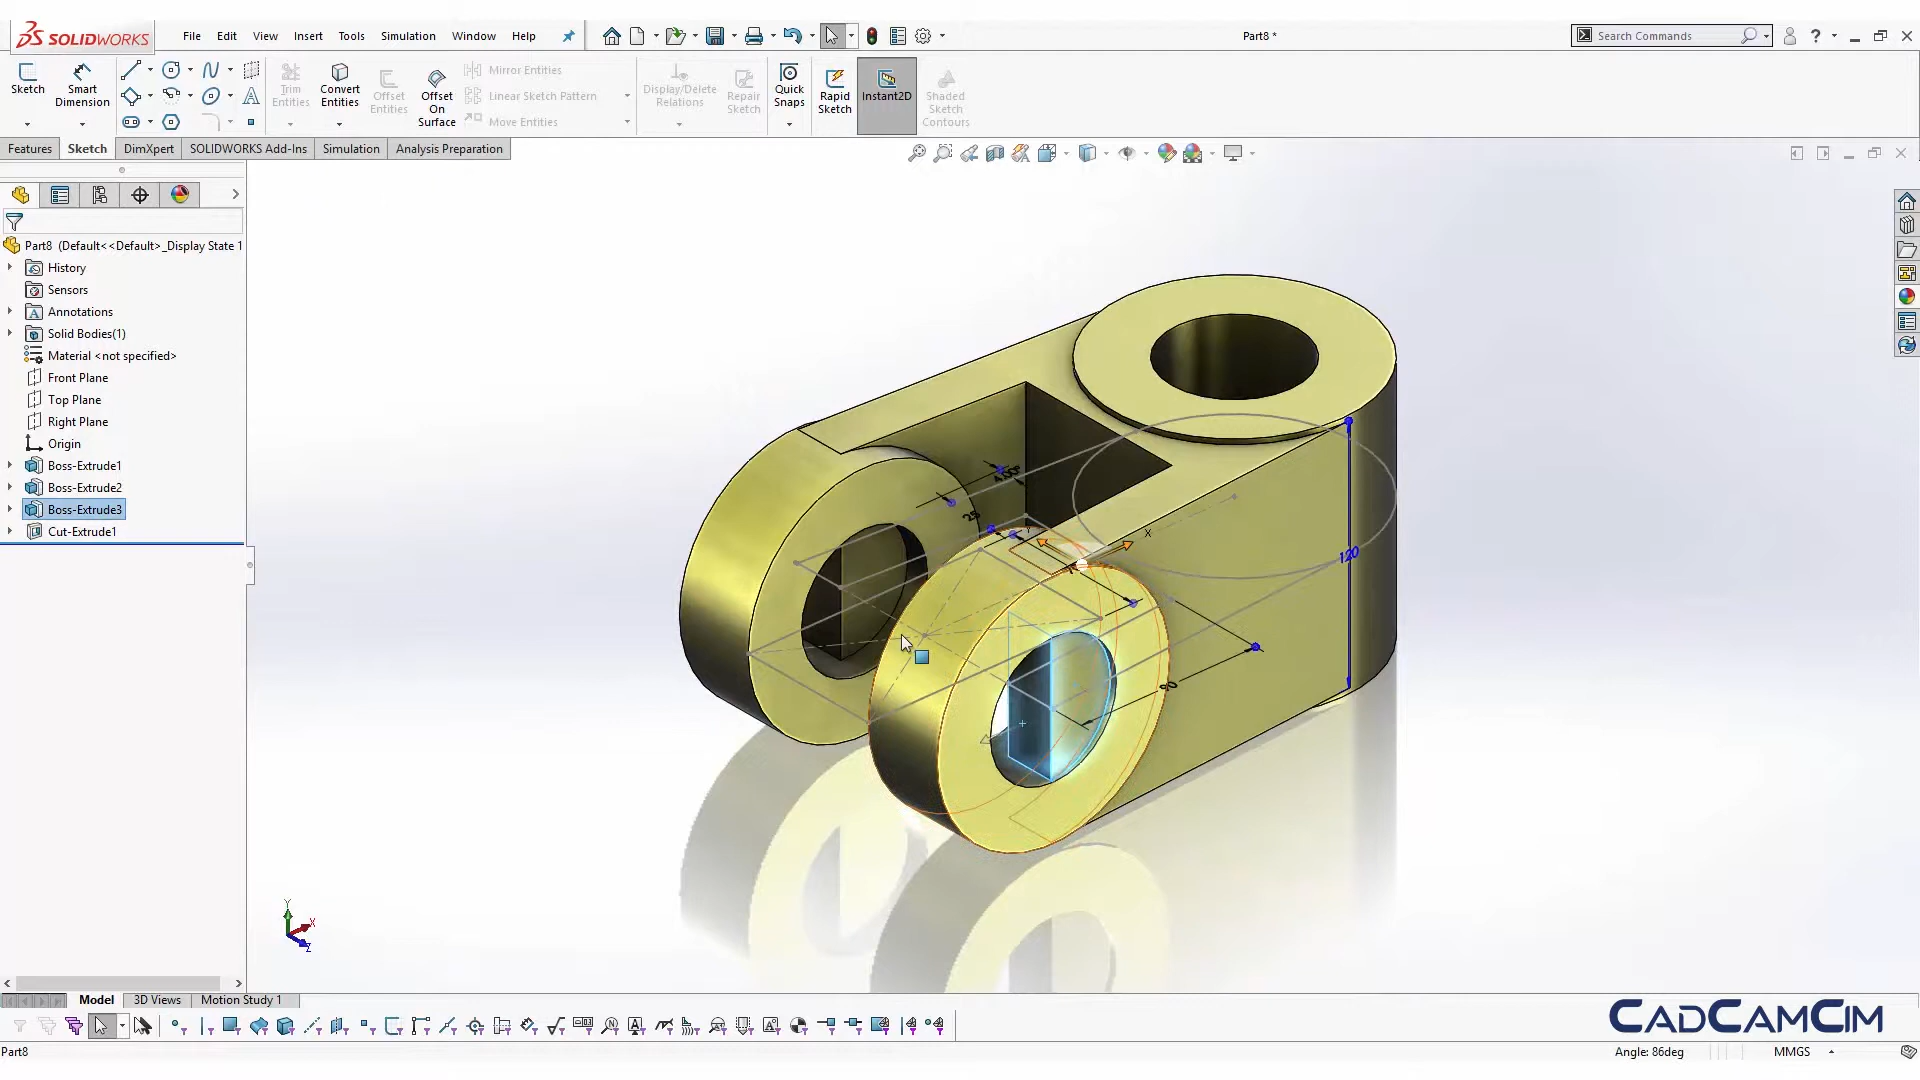 SOLIDWORKS
File Edit View Insert Tools Simulation Window Help
Part8 *
Search Commands
?
Sketch
Smart Dimension
Trim Entities
Convert Entities
Offset Entities
Offset On Surface
Mirror Entities
Linear Sketch Pattern
Move Entities
Display/Delete Relations
Repair Sketch
Quick Snaps
Rapid Sketch
Instant2D
Shaded Sketch Contours
Features Sketch DimXpert SOLIDWORKS Add-Ins Simulation Analysis Preparation
Part8 (Default<<Default>_Display State 1
History
Sensors
Annotations
Solid Bodies(1)
Material <not specified>
Front Plane
Top Plane
Right Plane
Origin
Boss-Extrude1
Boss-Extrude2
Boss-Extrude3
Cut-Extrude1
25
X
120
90
Y
X
Z
Model 3D Views Motion Study 1
CADCAMCIM
Part8
Angle: 86deg
MMGS